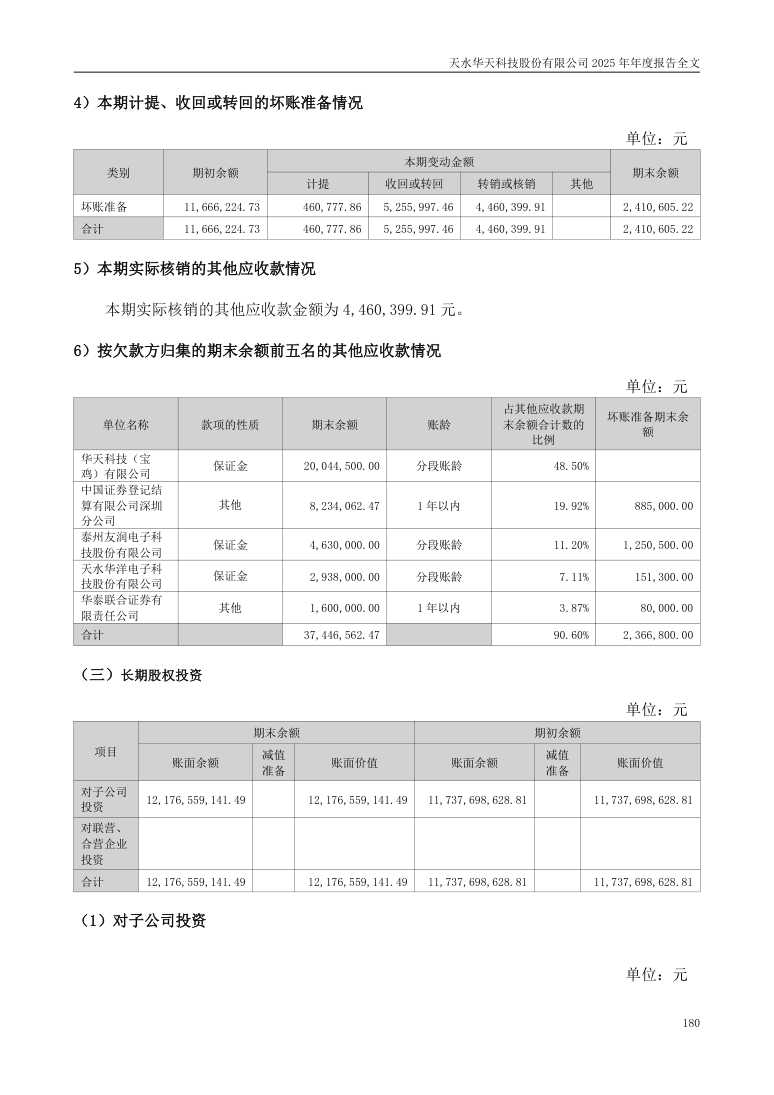 天水华天科技股份有限公司 2025 年年度报告全文
4）本期计提、收回或转回的坏账准备情况
单位：元
类别 期初余额 本期变动金额 期末余额
计提 收回或转回 转销或核销 其他
坏账准备 11,666,224.73 460,777.86 5,255,997.46 4,460,399.91 2,410,605.22
合计 11,666,224.73 460,777.86 5,255,997.46 4,460,399.91 2,410,605.22
5）本期实际核销的其他应收款情况
本期实际核销的其他应收款金额为 4,460,399.91 元。
6）按欠款方归集的期末余额前五名的其他应收款情况
单位：元
单位名称 款项的性质 期末余额 账龄 占其他应收款期
末余额合计数的
比例 坏账准备期末余
额
华天科技（宝
鸡）有限公司 保证金 20,044,500.00 分段账龄 48.50%
中国证券登记结
算有限公司深圳
分公司 其他 8,234,062.47 1 年以内 19.92% 885,000.00
泰州友润电子科
技股份有限公司 保证金 4,630,000.00 分段账龄 11.20% 1,250,500.00
天水华洋电子科
技股份有限公司 保证金 2,938,000.00 分段账龄 7.11% 151,300.00
华泰联合证券有
限责任公司 其他 1,600,000.00 1 年以内 3.87% 80,000.00
合计 37,446,562.47 90.60% 2,366,800.00
（三）长期股权投资
单位：元
项目 期末余额 期初余额
账面余额 减值
准备 账面价值 账面余额 减值
准备 账面价值
对子公司
投资 12,176,559,141.49 12,176,559,141.49 11,737,698,628.81 11,737,698,628.81
对联营、
合营企业
投资
合计 12,176,559,141.49 12,176,559,141.49 11,737,698,628.81 11,737,698,628.81
（1）对子公司投资
单位：元
180